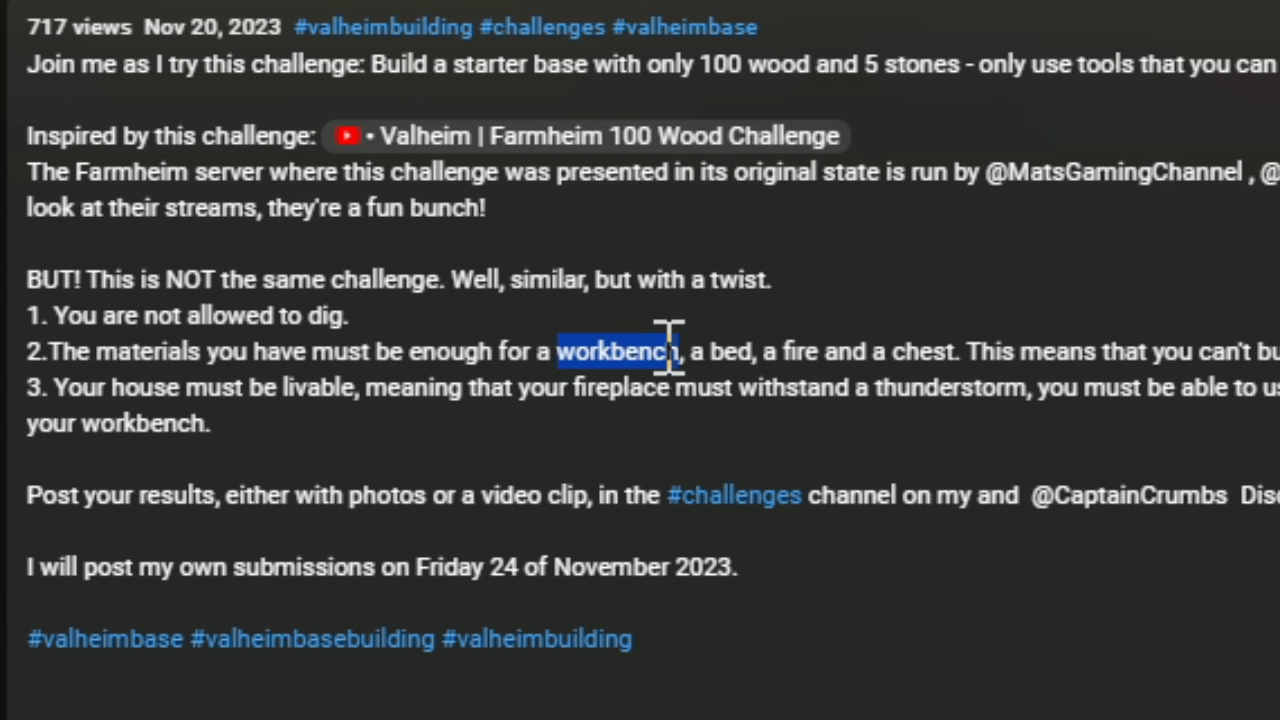 717 views Nov 20, 2023 #valheimbuilding #challenges #valheimbase
Join me as I try this challenge: Build a starter base with only 100 wood and 5 stones - only use tools that you can
Inspired by this challenge: • Valheim | Farmheim 100 Wood Challenge
The Farmheim server where this challenge was presented in its original state is run by @MatsGamingChannel , @
look at their streams, they're a fun bunch!
BUT! This is NOT the same challenge. Well, similar, but with a twist.
1. You are not allowed to dig.
2.The materials you have must be enough for a workbench, a bed, a fire and a chest. This means that you can't
3. Your house must be livable, meaning that your fireplace must withstand a thunderstorm, you must be able to
your workbench.
Post your results, either with photos or a video clip, in the #challenges channel on my and @CaptainCrumbs
I will post my own submissions on Friday 24 of November 2023.
#valheimbase #valheimbasebuilding #valheimbuilding